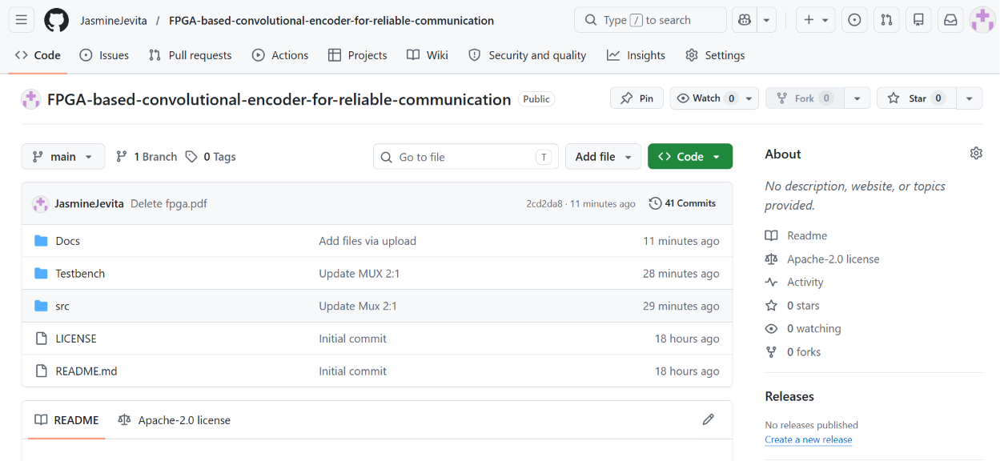 JasmineJevita / FPGA-based-convolutional-encoder-for-reliable-communication Type / to search
Code Issues Pull requests Actions Projects Wiki Security and quality Insights Settings
FPGA-based-convolutional-encoder-for-reliable-communication Public Pin Watch 0 Fork 0 Star 0
main 1 Branch 0 Tags Go to file T Add file Code
JasmineJevita Delete fpga.pdf 2cd2da8 · 11 minutes ago 41 Commits
Docs Add files via upload 11 minutes ago
Testbench Update MUX 2:1 28 minutes ago
src Update Mux 2:1 29 minutes ago
LICENSE Initial commit 18 hours ago
README.md Initial commit 18 hours ago
README Apache-2.0 license
About
No description, website, or topics
provided.
Readme
Apache-2.0 license
Activity
0 stars
0 watching
0 forks
Releases
No releases published
Create a new release